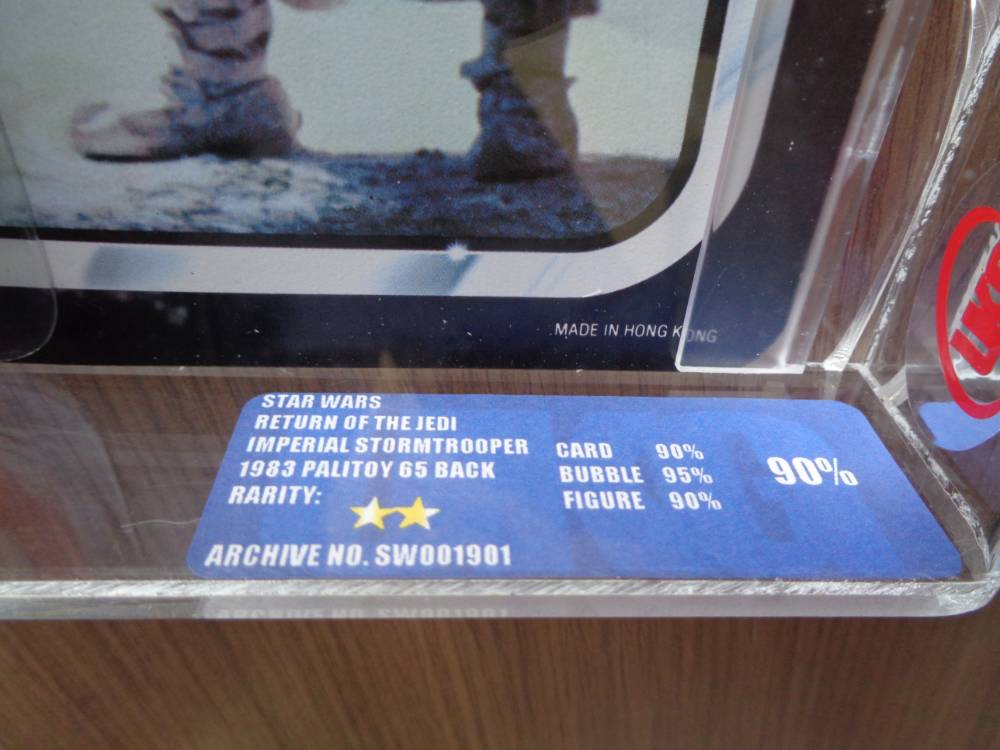 MADE IN HONG KONG
STAR WARS
RETURN OF THE JEDI
IMPERIAL STORMTROOPER
1983 PALITOY 65 BACK
RARITY:
ARCHIVE NO. SW001901
CARD 90%
BUBBLE 95%
FIGURE 90%
90%
UKG